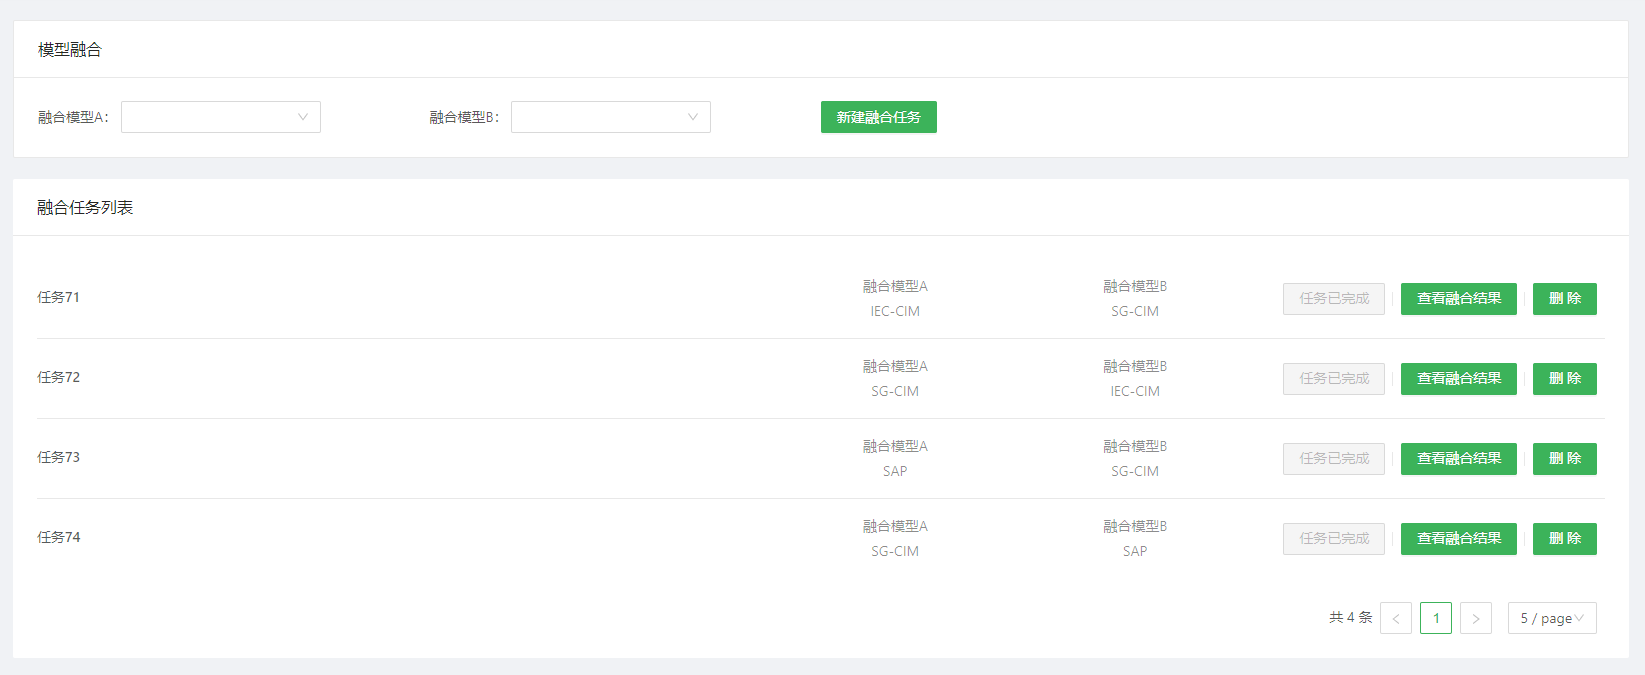 模型融合
融合模型A: 融合模型B: 新建融合任务
融合任务列表
任务71 融合模型A IEC-CIM 融合模型B SG-CIM 任务已完成 查看融合结果 删 除
任务72 融合模型A SG-CIM 融合模型B IEC-CIM 任务已完成 查看融合结果 删 除
任务73 融合模型A SAP 融合模型B SG-CIM 任务已完成 查看融合结果 删 除
任务74 融合模型A SG-CIM 融合模型B SAP 任务已完成 查看融合结果 删 除
共 4 条 < 1 > 5 / page